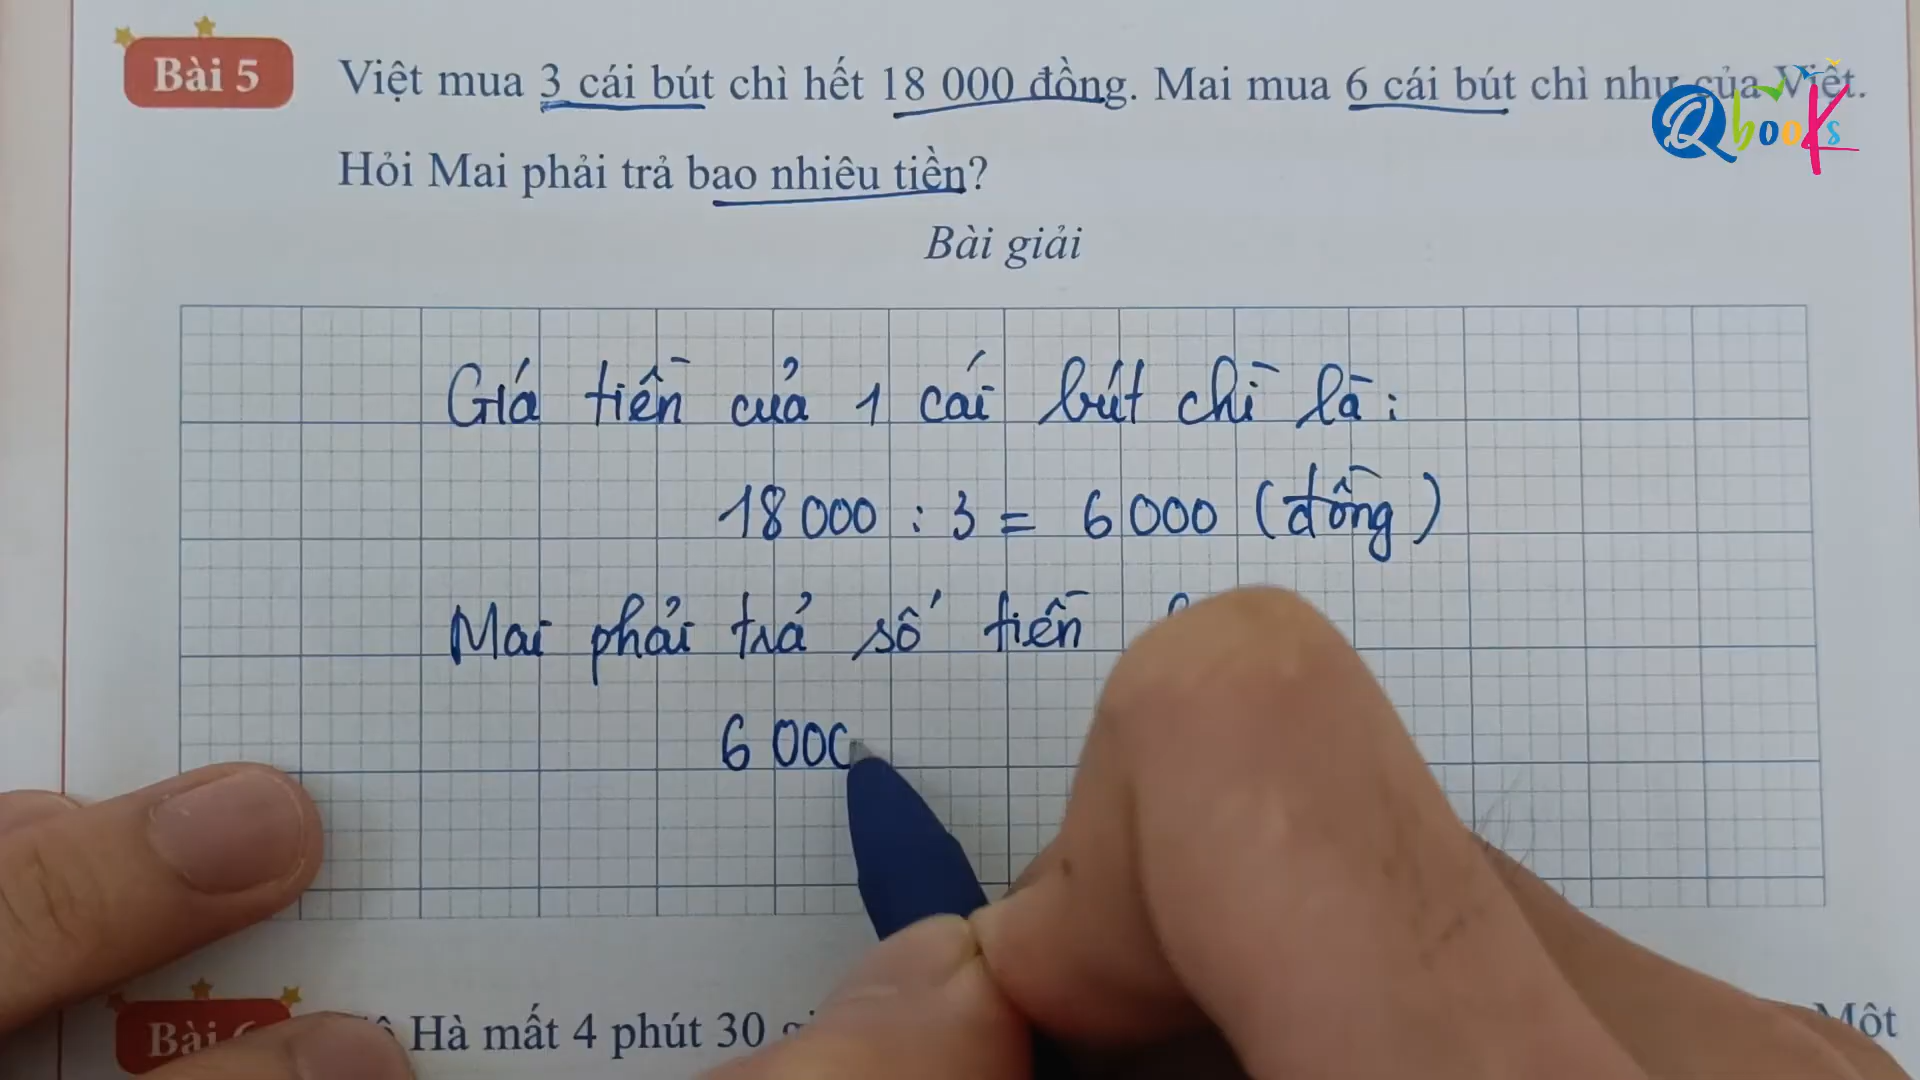 Bài 5
Việt mua 3 cái bút chì hết 18 000 đồng. Mai mua 6 cái bút chì như của Việt.
Qbooks
Hỏi Mai phải trả bao nhiêu tiền?
Bài giải
Giá tiền của 1 cái bút chì là:
18 000 : 3 = 6 000 (đồng)
Mai phải trả số tiền
6 000
Bài
Hà mất 4 phút 30
Một